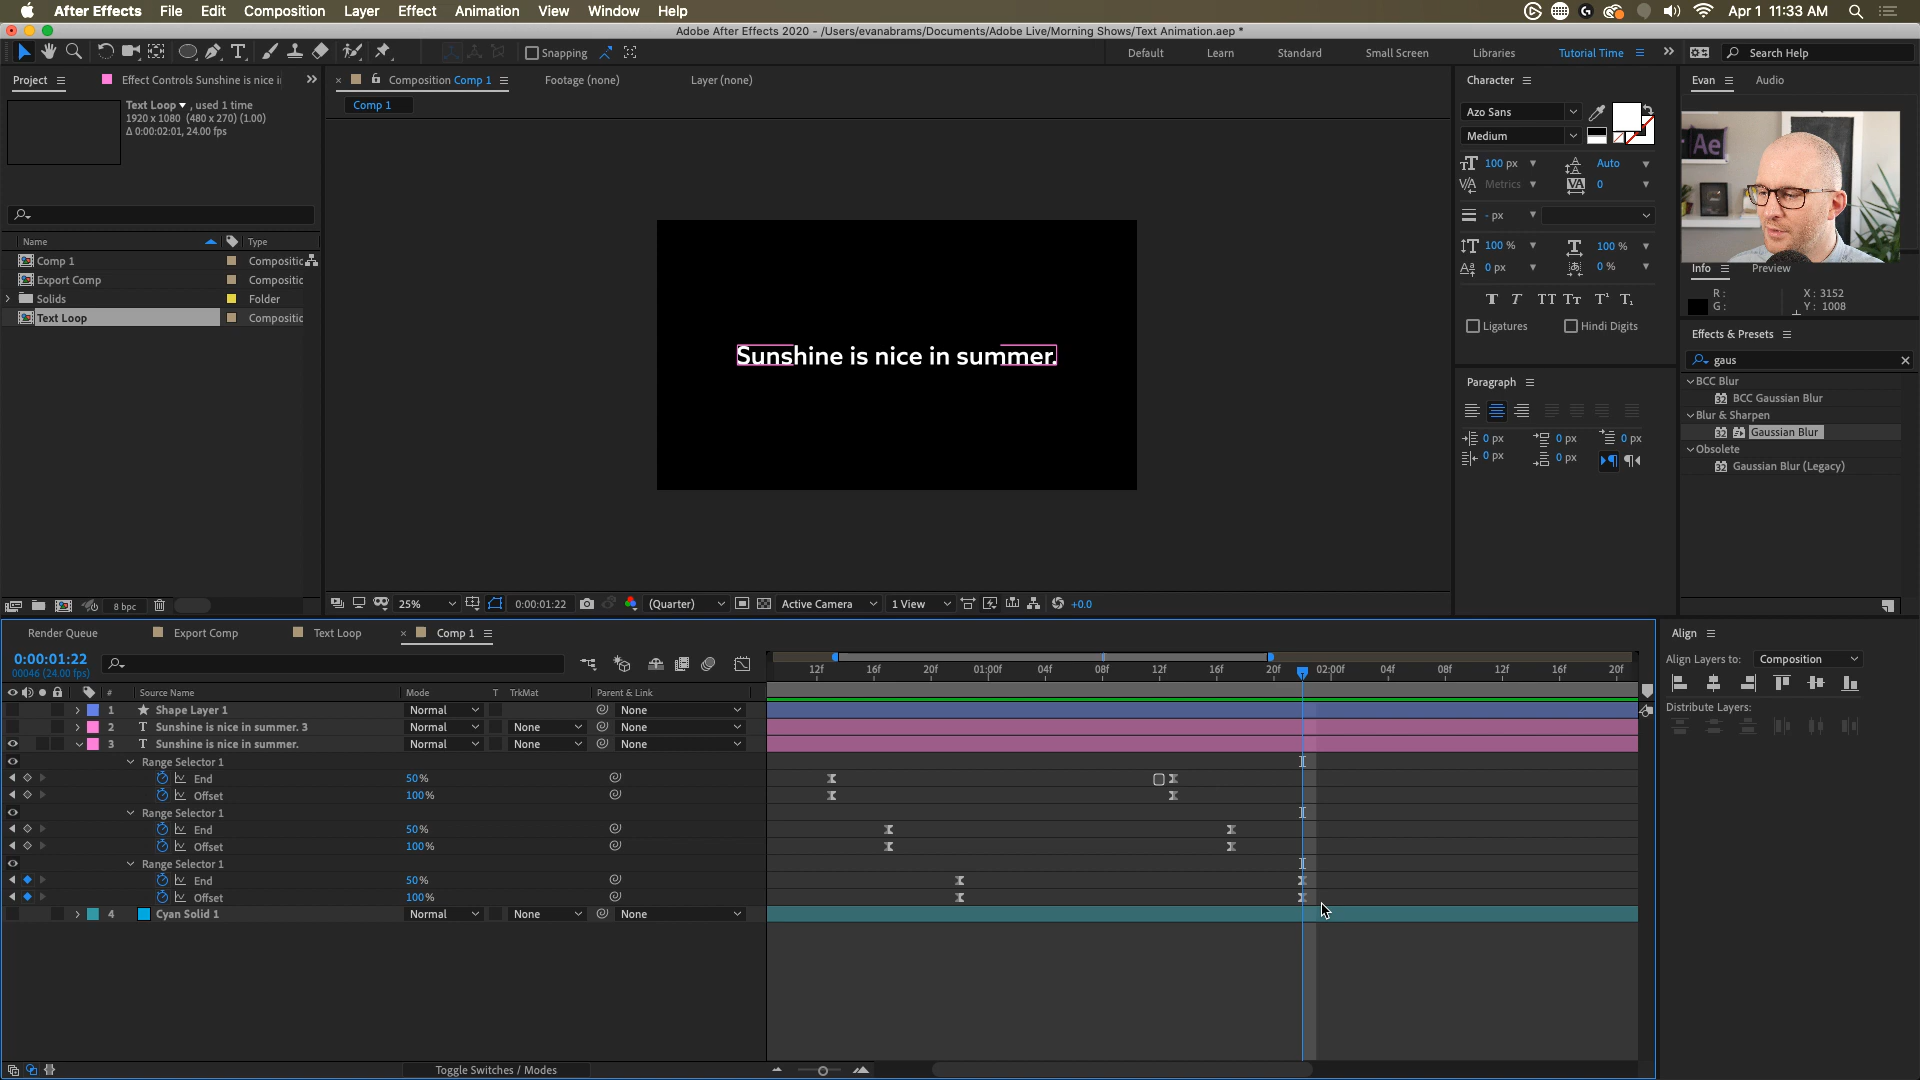 After Effects File Edit Composition Layer Effect Animation View Window Help Apr 1 11:33 AM
Adobe After Effects 2020 - /Users/evanabrams/Documents/Adobe Live/Morning Shows/Text Animation.aep *
Snapping Default Learn Standard Small Screen Libraries Tutorial Time Search Help
Project Effect Controls Sunshine is nice i Composition Comp 1 Footage (none) Layer (none) Character Evan Audio
Text Loop , used 1 time
1920 x 1080 (480 x 270) (1.00)
Δ 0:00:02:01, 24.00 fps
Comp 1
Azo Sans
Medium
100 px Auto
Metrics 0
- px
100 % 100 %
0 px 0 %
Ligatures Hindi Digits
Ae
Info Preview
R: X: 3152
G: Y: 1008
Effects & Presets
gaus
BCC Blur
BCC Gaussian Blur
Blur & Sharpen
Gaussian Blur
Obsolete
Gaussian Blur (Legacy)
Paragraph
0 px 0 px 0 px
0 px 0 px
Name Type
Comp 1 Compositic
Export Comp Compositic
Solids Folder
Text Loop Compositic
Sunshine is nice in summer.
8 bpc
25% 0:00:01:22 (Quarter) Active Camera 1 View +0.0
Render Queue Export Comp Text Loop Comp 1
0:00:01:22
00046 (24.00 fps)
12f 16f 20f 01:00f 04f 08f 12f 16f 20f 02:00f 04f 08f 12f 16f 20f
# Source Name Mode T TrkMat Parent & Link
1 Shape Layer 1 Normal None
2 T Sunshine is nice in summer. 3 Normal None None
3 T Sunshine is nice in summer. Normal None None
Range Selector 1
End 50%
Offset 100%
Range Selector 1
End 50%
Offset 100%
Range Selector 1
End 50%
Offset 100%
4 Cyan Solid 1 Normal None None
Toggle Switches / Modes
Align
Align Layers to: Composition
Distribute Layers: